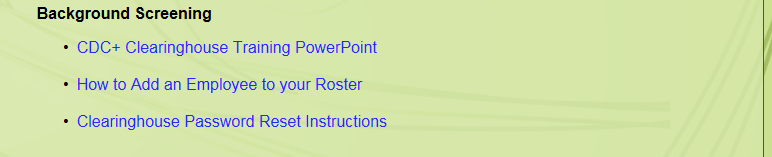 Background Screening
• CDC+ Clearinghouse Training PowerPoint
• How to Add an Employee to your Roster
• Clearinghouse Password Reset Instructions